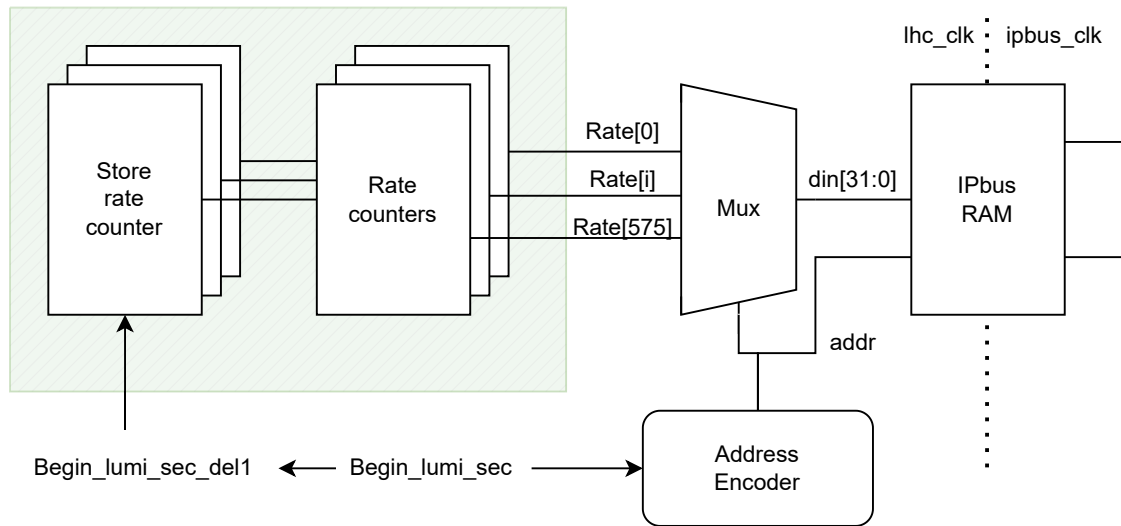 lhc_clk
ipbus_clk
Store
rate
counter
Rate
counters
Rate[0]
Rate[i]
Rate[575]
Mux
din[31:0]
IPbus
RAM
addr
Begin_lumi_sec_del1
Begin_lumi_sec
Address
Encoder